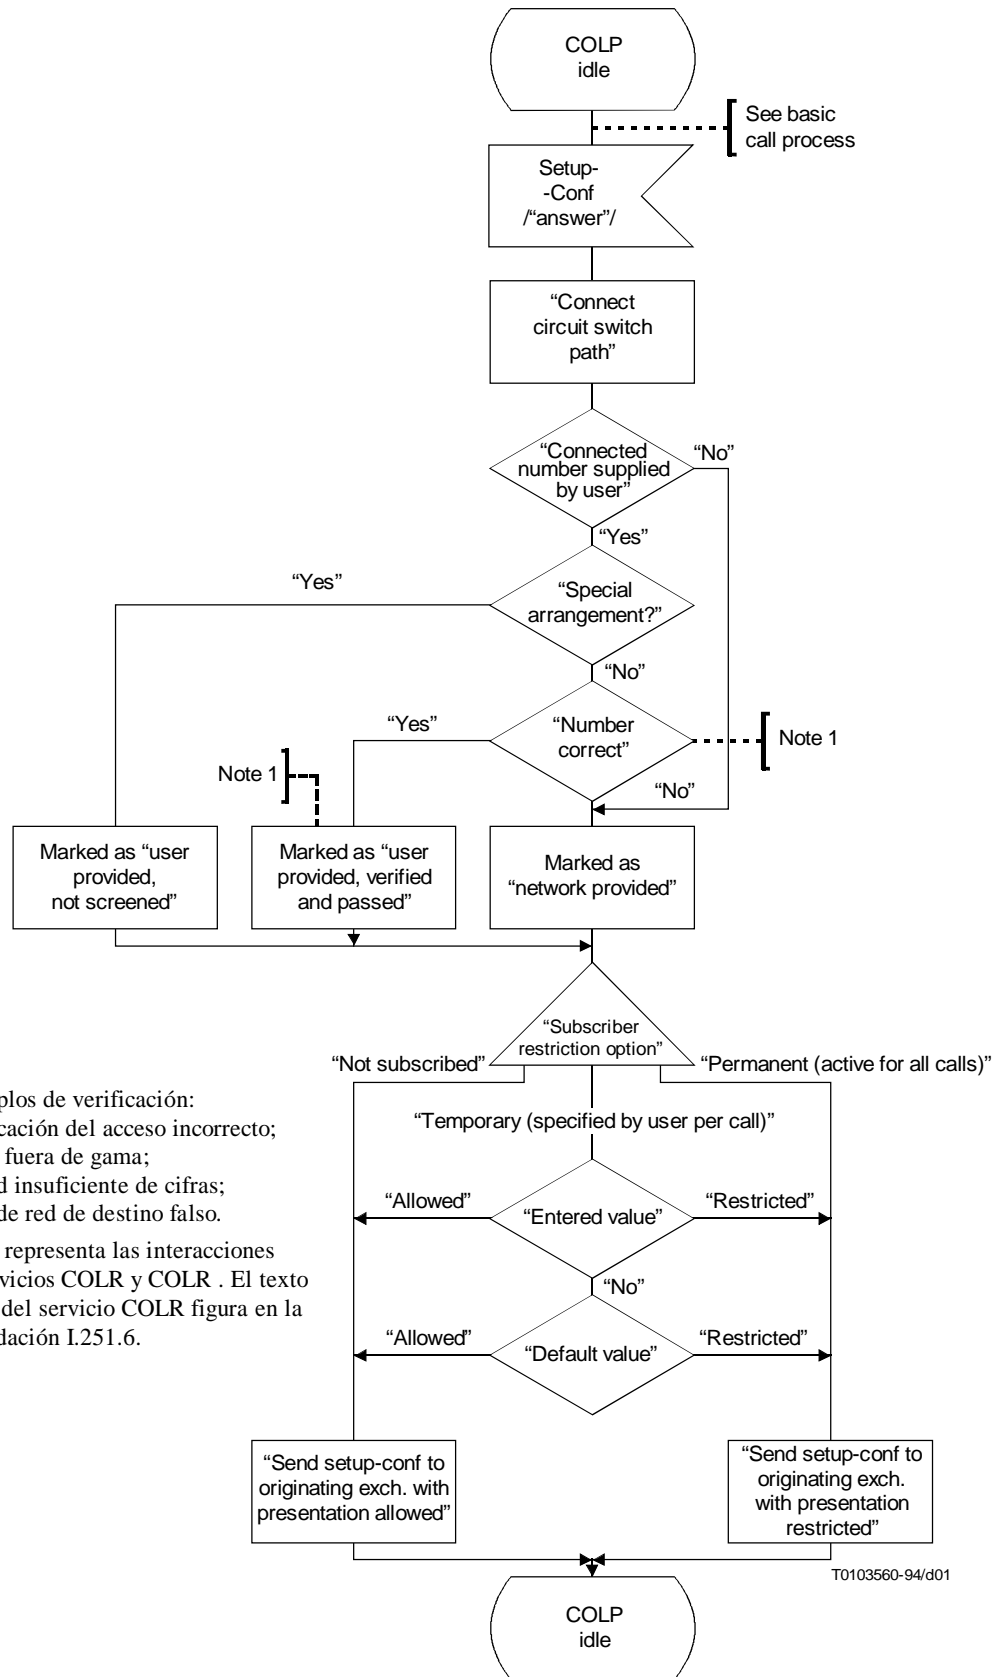 COLP
idle
See basic
call process
Setup-
-Conf
/“answer”/
“Connect
circuit switch
path”
“Connected
number supplied
by user”
“No”
“Yes”
“Yes”
“Special
arrangement?”
“No”
“Yes”
“Number
correct”
Note 1
Note 1
“No”
Marked as “user
provided,
not screened”
Marked as “user
provided, verified
and passed”
Marked as
“network provided”
“Subscriber
restriction option”
“Not subscribed”
“Permanent (active for all calls)”
“Temporary (specified by user per call)”
plos de verificación:
cación del acceso incorrecto;
fuera de gama;
d insuficiente de cifras;
de red de destino falso.
representa las interacciones
vicios COLR y COLR . El texto
del servicio COLR figura en la
dación I.251.6.
“Allowed”
“Entered value”
“Restricted”
“No”
“Allowed”
“Default value”
“Restricted”
“Send setup-conf to
originating exch. with
presentation allowed”
“Send setup-conf to
originating exch.
with presentation
restricted”
T0103560-94/d01
COLP
idle